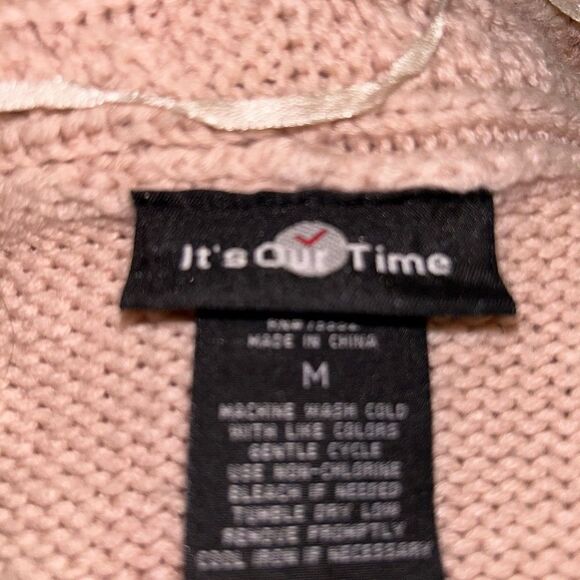 It's Our Time
MADE IN CHINA
M
MACHINE WASH COLD
WITH LIKE COLORS
GENTLE CYCLE
USE NON-CHLORINE
BLEACH IF NEEDED
TUMBLE DRY LOW
REMOVE PROMPTLY
COOL IRON IF NECESSARY